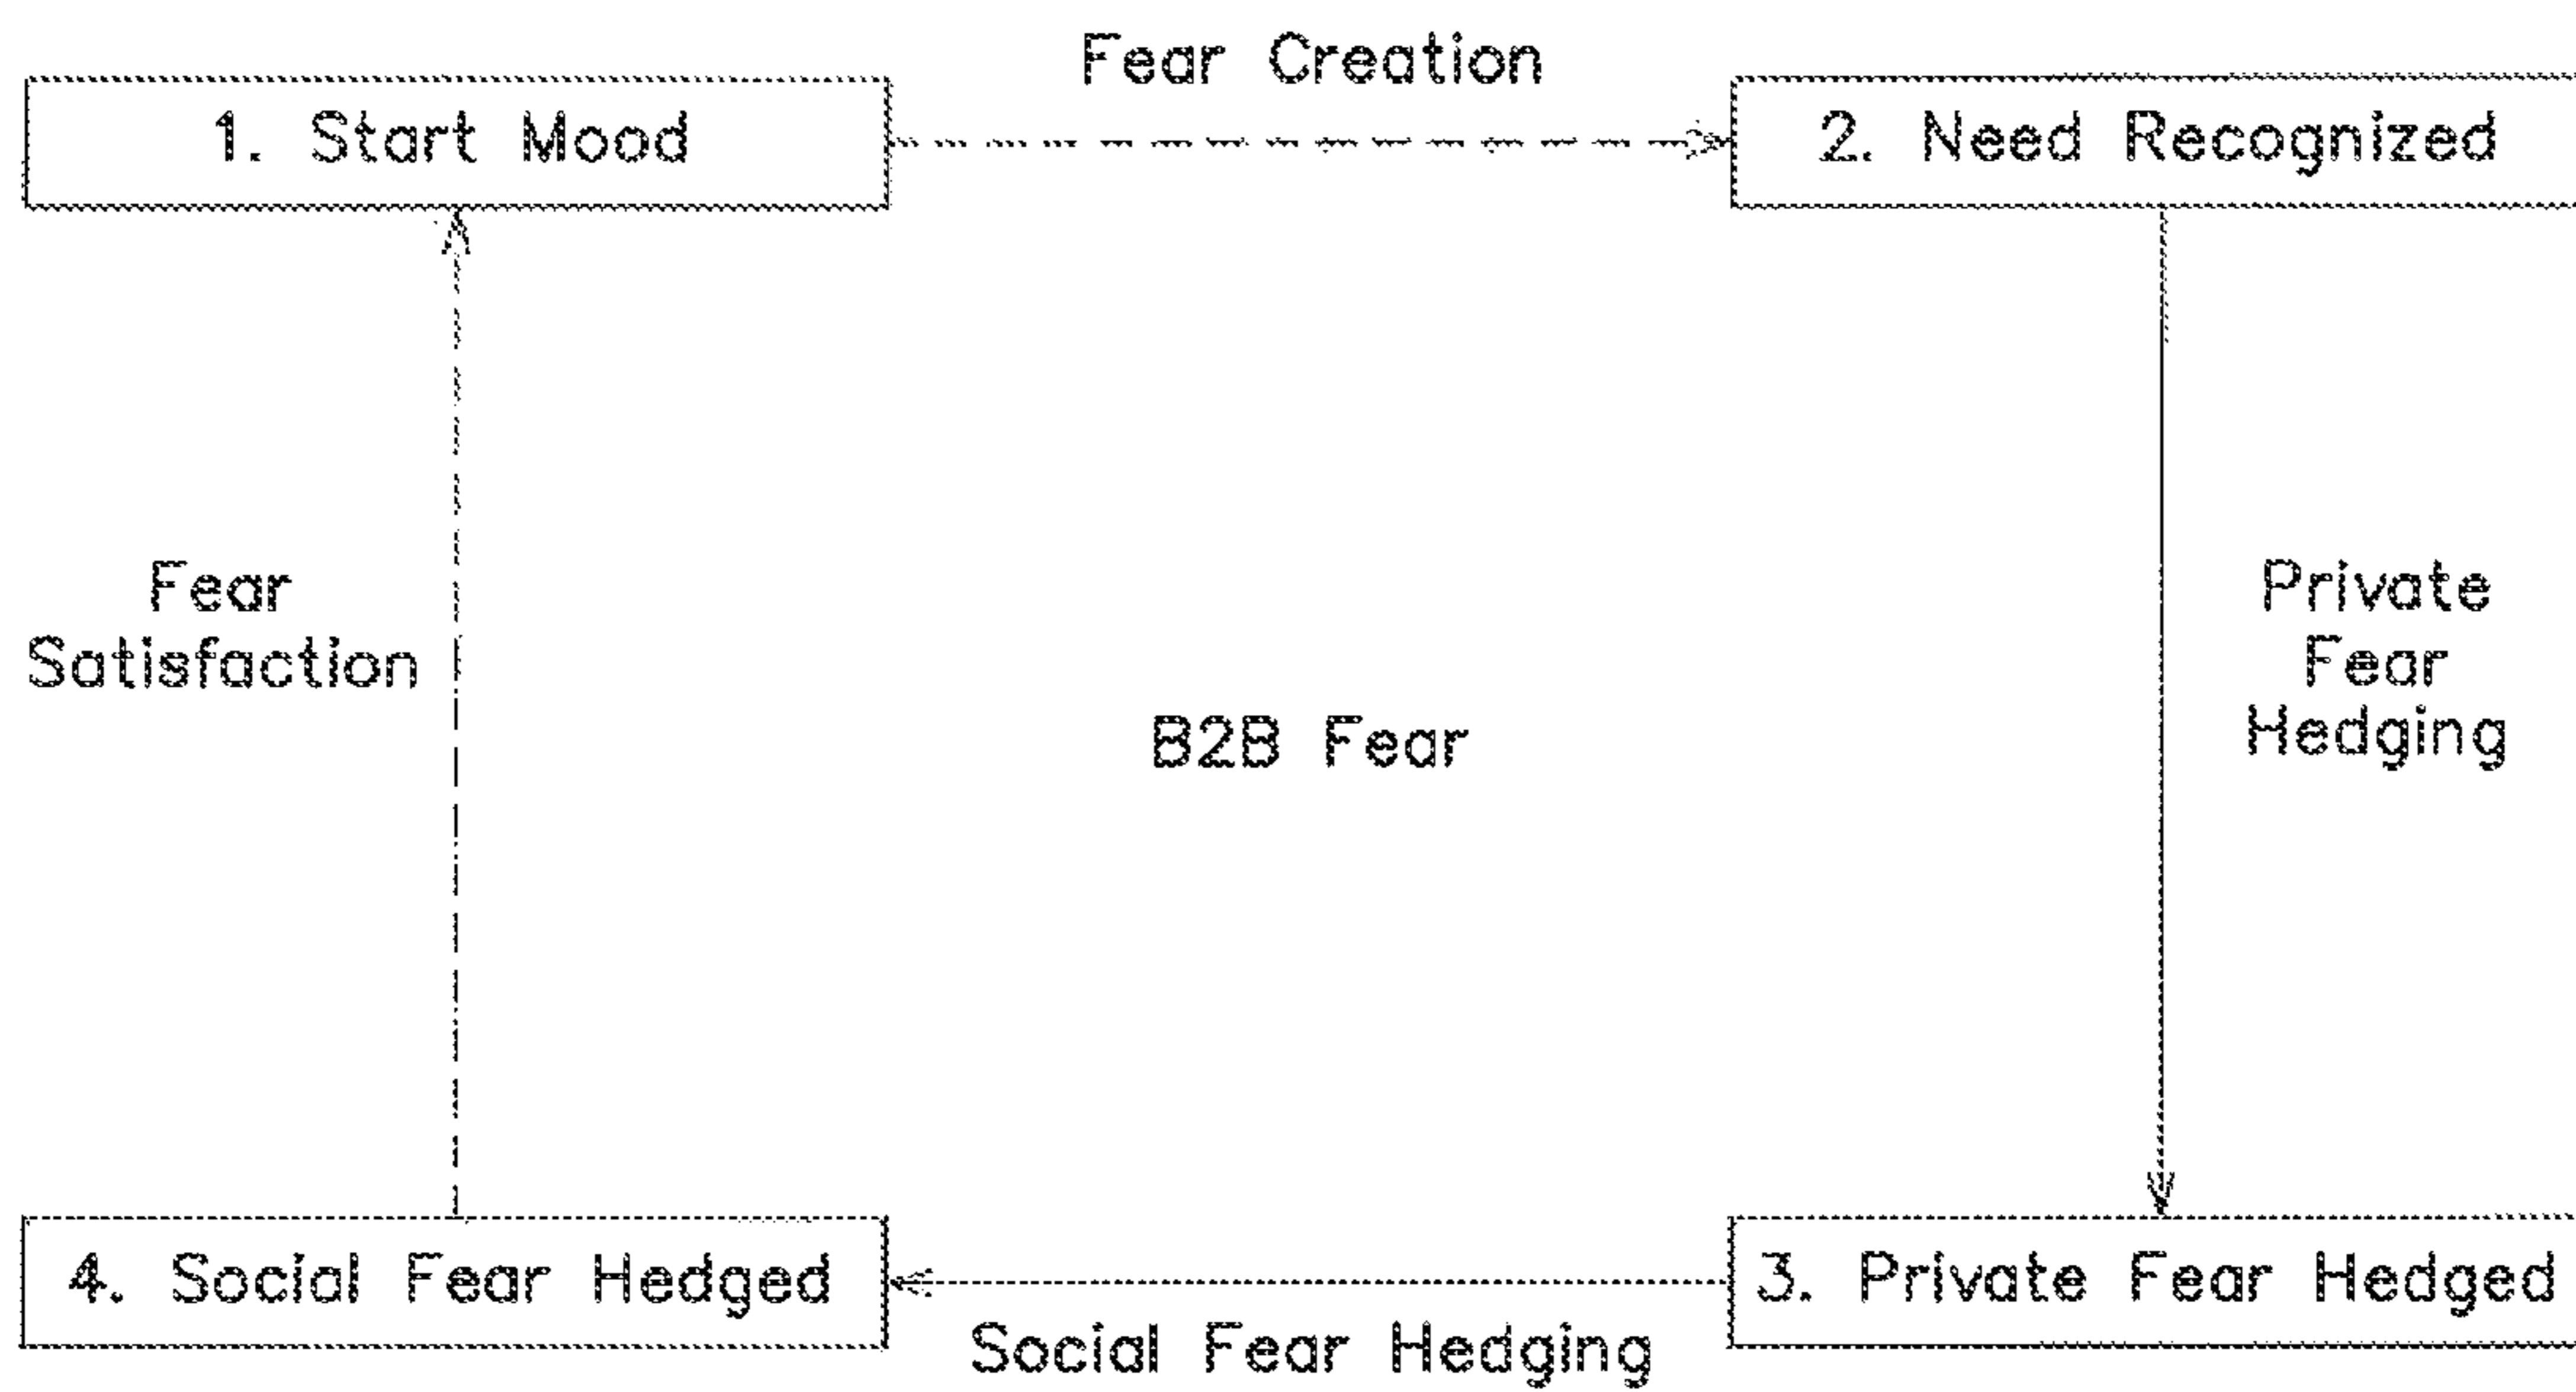 Fear Creation
1. Start Mood
2. Need Recognized
Fear
Satisfaction
Private
Fear
Hedging
B2B Fear
4. Social Fear Hedged
3. Private Fear Hedged
Social Fear Hedging